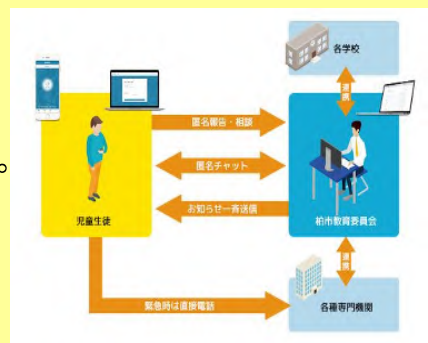 各学校
連携
匿名報告・相談
匿名チャット
お知らせ一斉送信
児童生徒
柏市教育委員会
連携
緊急時は直接電話
各種専門機関
。